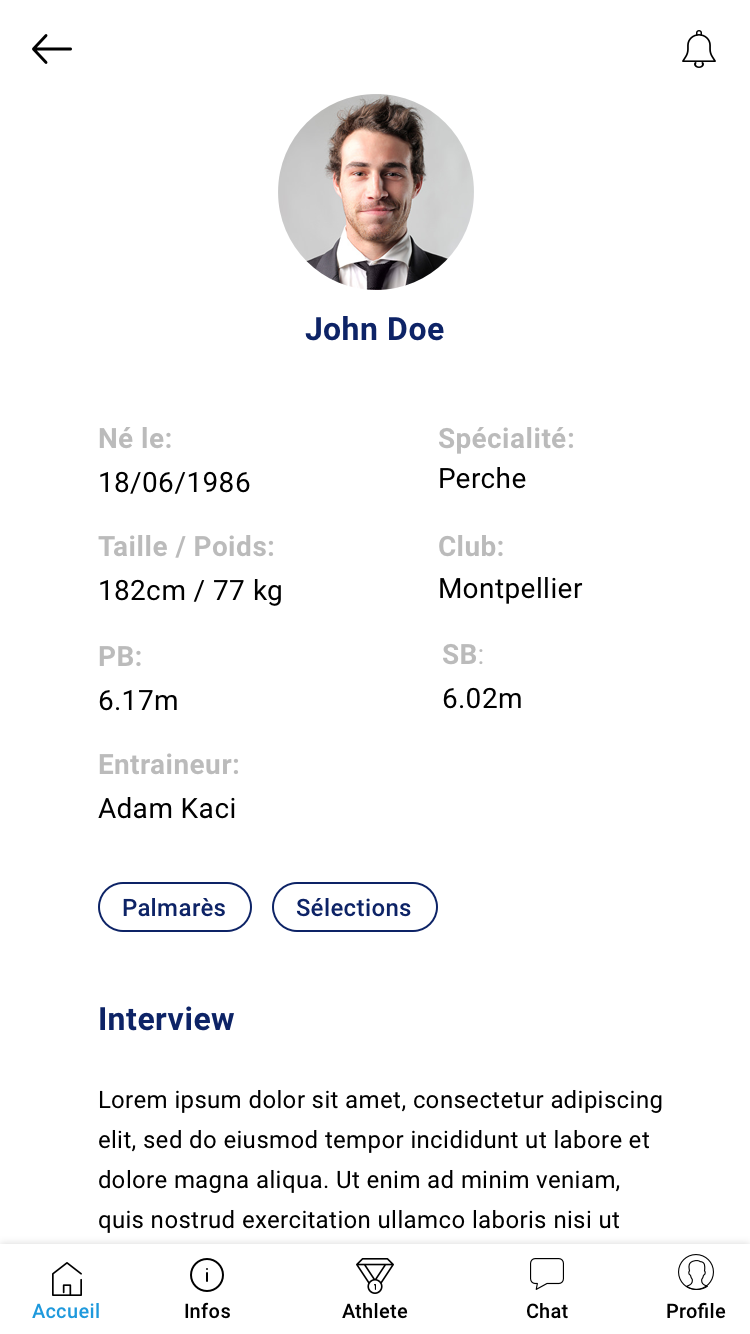 John Doe
Né le:
18/06/1986
Spécialité:
Perche
Taille / Poids:
182cm / 77 kg
Club:
Montpellier
PB:
6.17m
SB:
6.02m
Entraineur:
Adam Kaci
Palmarès
Sélections
Interview
Lorem ipsum dolor sit amet, consectetur adipiscing
elit, sed do eiusmod tempor incididunt ut labore et
dolore magna aliqua. Ut enim ad minim veniam,
quis nostrud exercitation ullamco laboris nisi ut
1
Accueil
Infos
Athlete
Chat
Profile